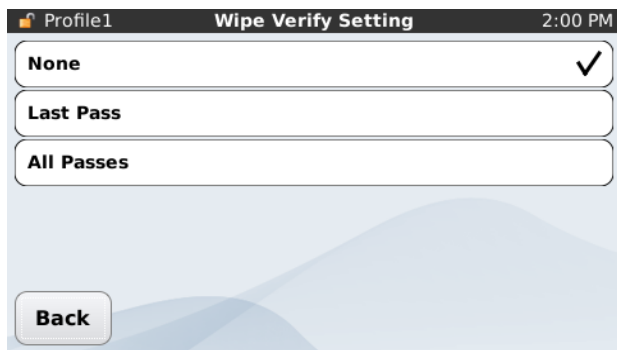 Profile1 Wipe Verify Setting 2:00 PM
None
Last Pass
All Passes
Back